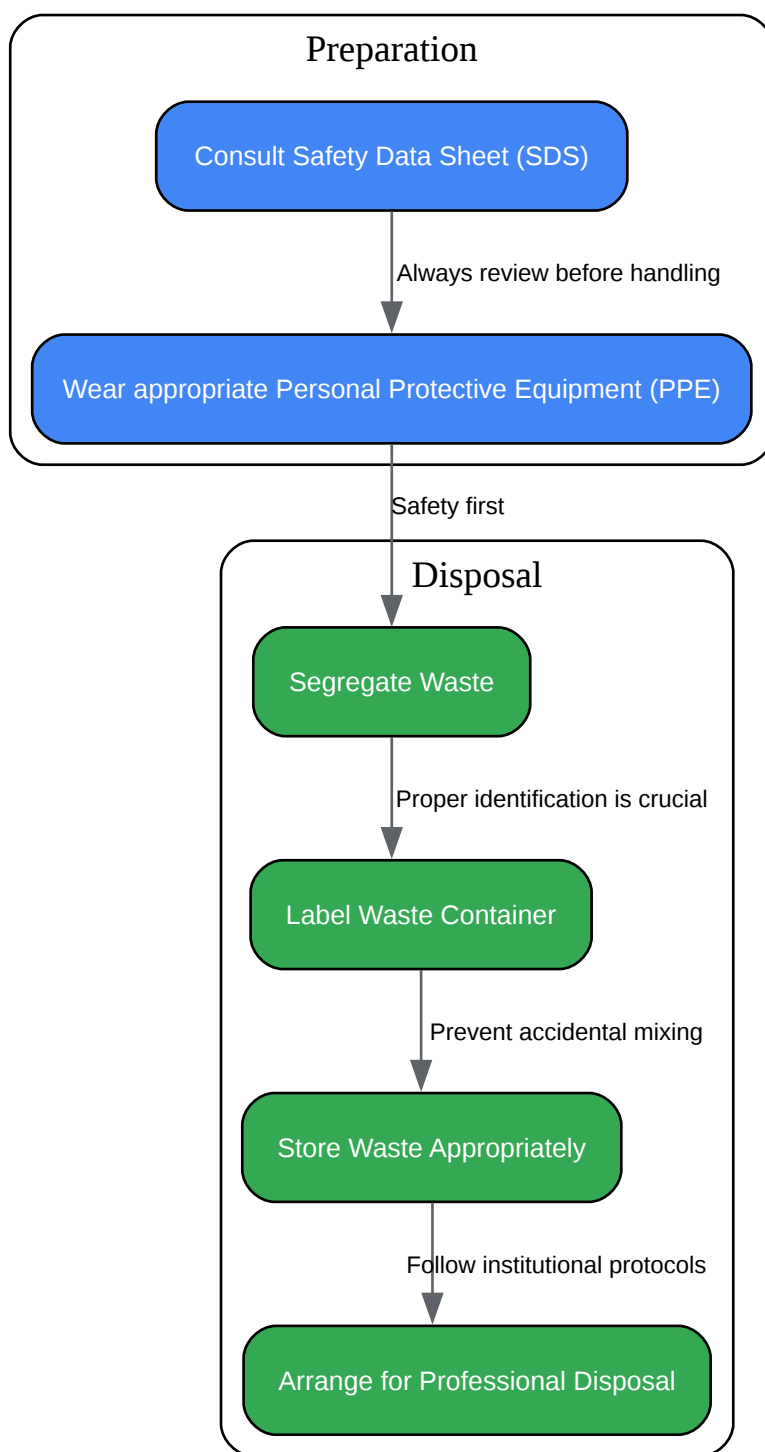 Preparation
Consult Safety Data Sheet (SDS)
Always review before handling
Wear appropriate Personal Protective Equipment (PPE)
Safety first
Disposal
Segregate Waste
Proper identification is crucial
Label Waste Container
Prevent accidental mixing
Store Waste Appropriately
Follow institutional protocols
Arrange for Professional Disposal